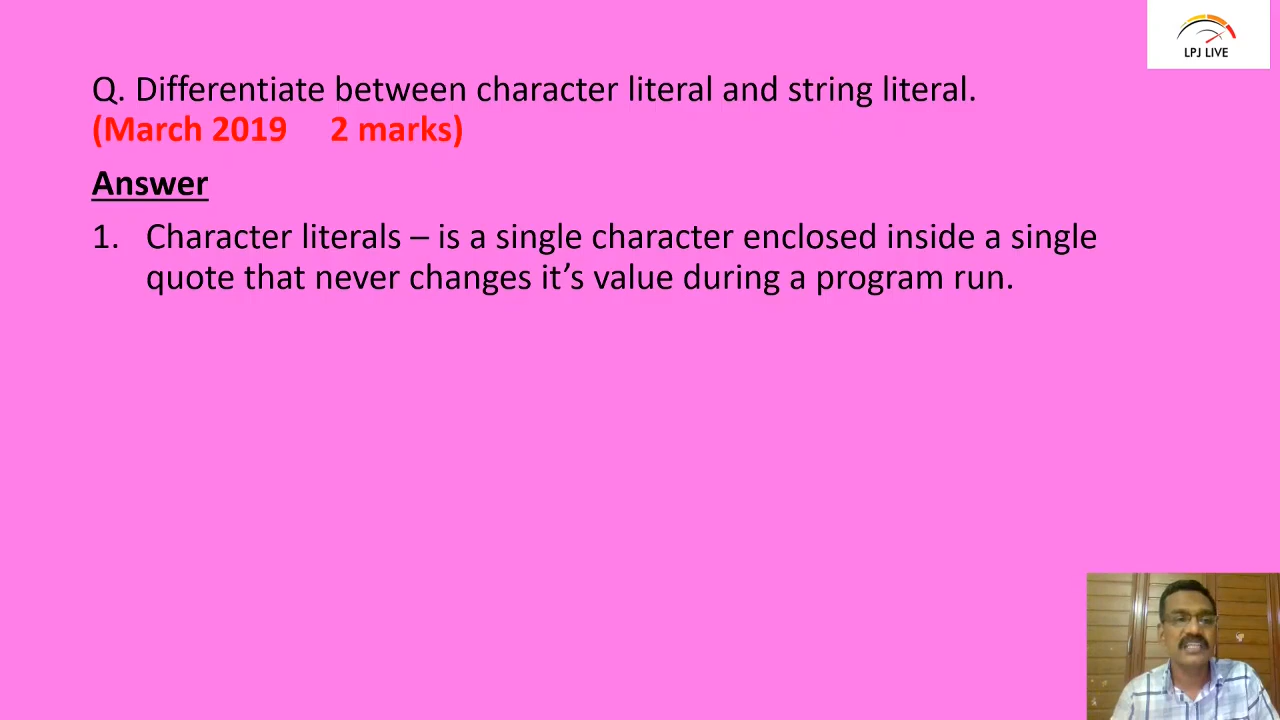 LPJ LIVE
Q. Differentiate between character literal and string literal.
(March 2019 2 marks)
Answer
1. Character literals – is a single character enclosed inside a single
quote that never changes it’s value during a program run.